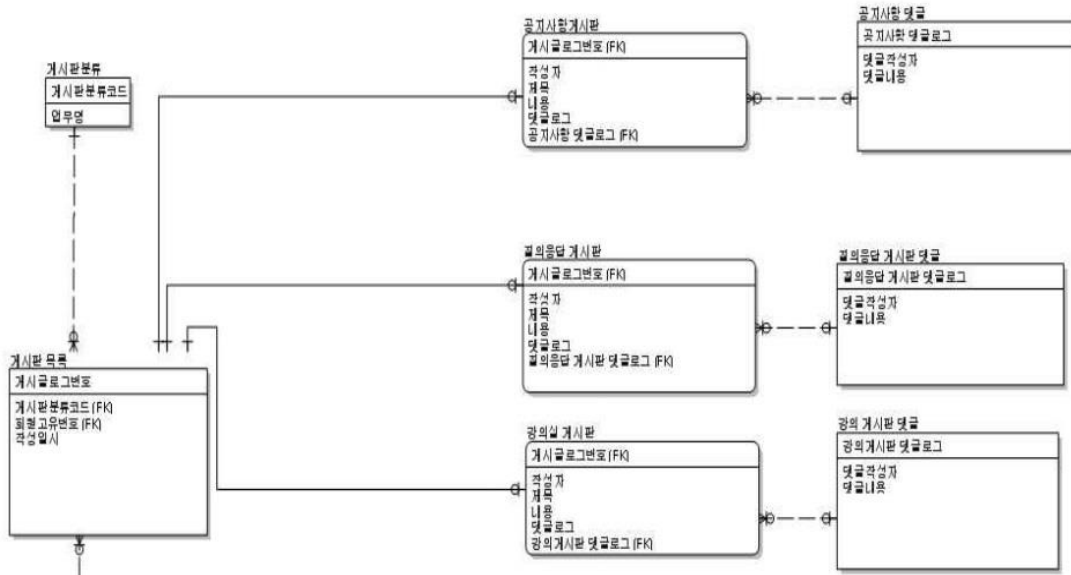 게시판분류
게시판분류코드
업무명
게시판 목록
게시글로그번호
게시판분류코드 (FK)
회원고유번호 (FK)
작성일시
공지사항게시판
게시글로그번호 (FK)
작성자
제목
내용
댓글로그
공지사항 댓글로그 (FK)
공지사항 댓글
공지사항 댓글로그
댓글작성자
댓글내용
질의응답 게시판
게시글로그번호 (FK)
작성자
제목
내용
댓글로그
질의응답 게시판 댓글로그 (FK)
질의응답 게시판 댓글
질의응답 게시판 댓글로그
댓글작성자
댓글내용
강의실 게시판
게시글로그번호 (FK)
작성자
제목
내용
댓글로그
강의게시판 댓글로그 (FK)
강의 게시판 댓글
강의게시판 댓글로그
댓글작성자
댓글내용